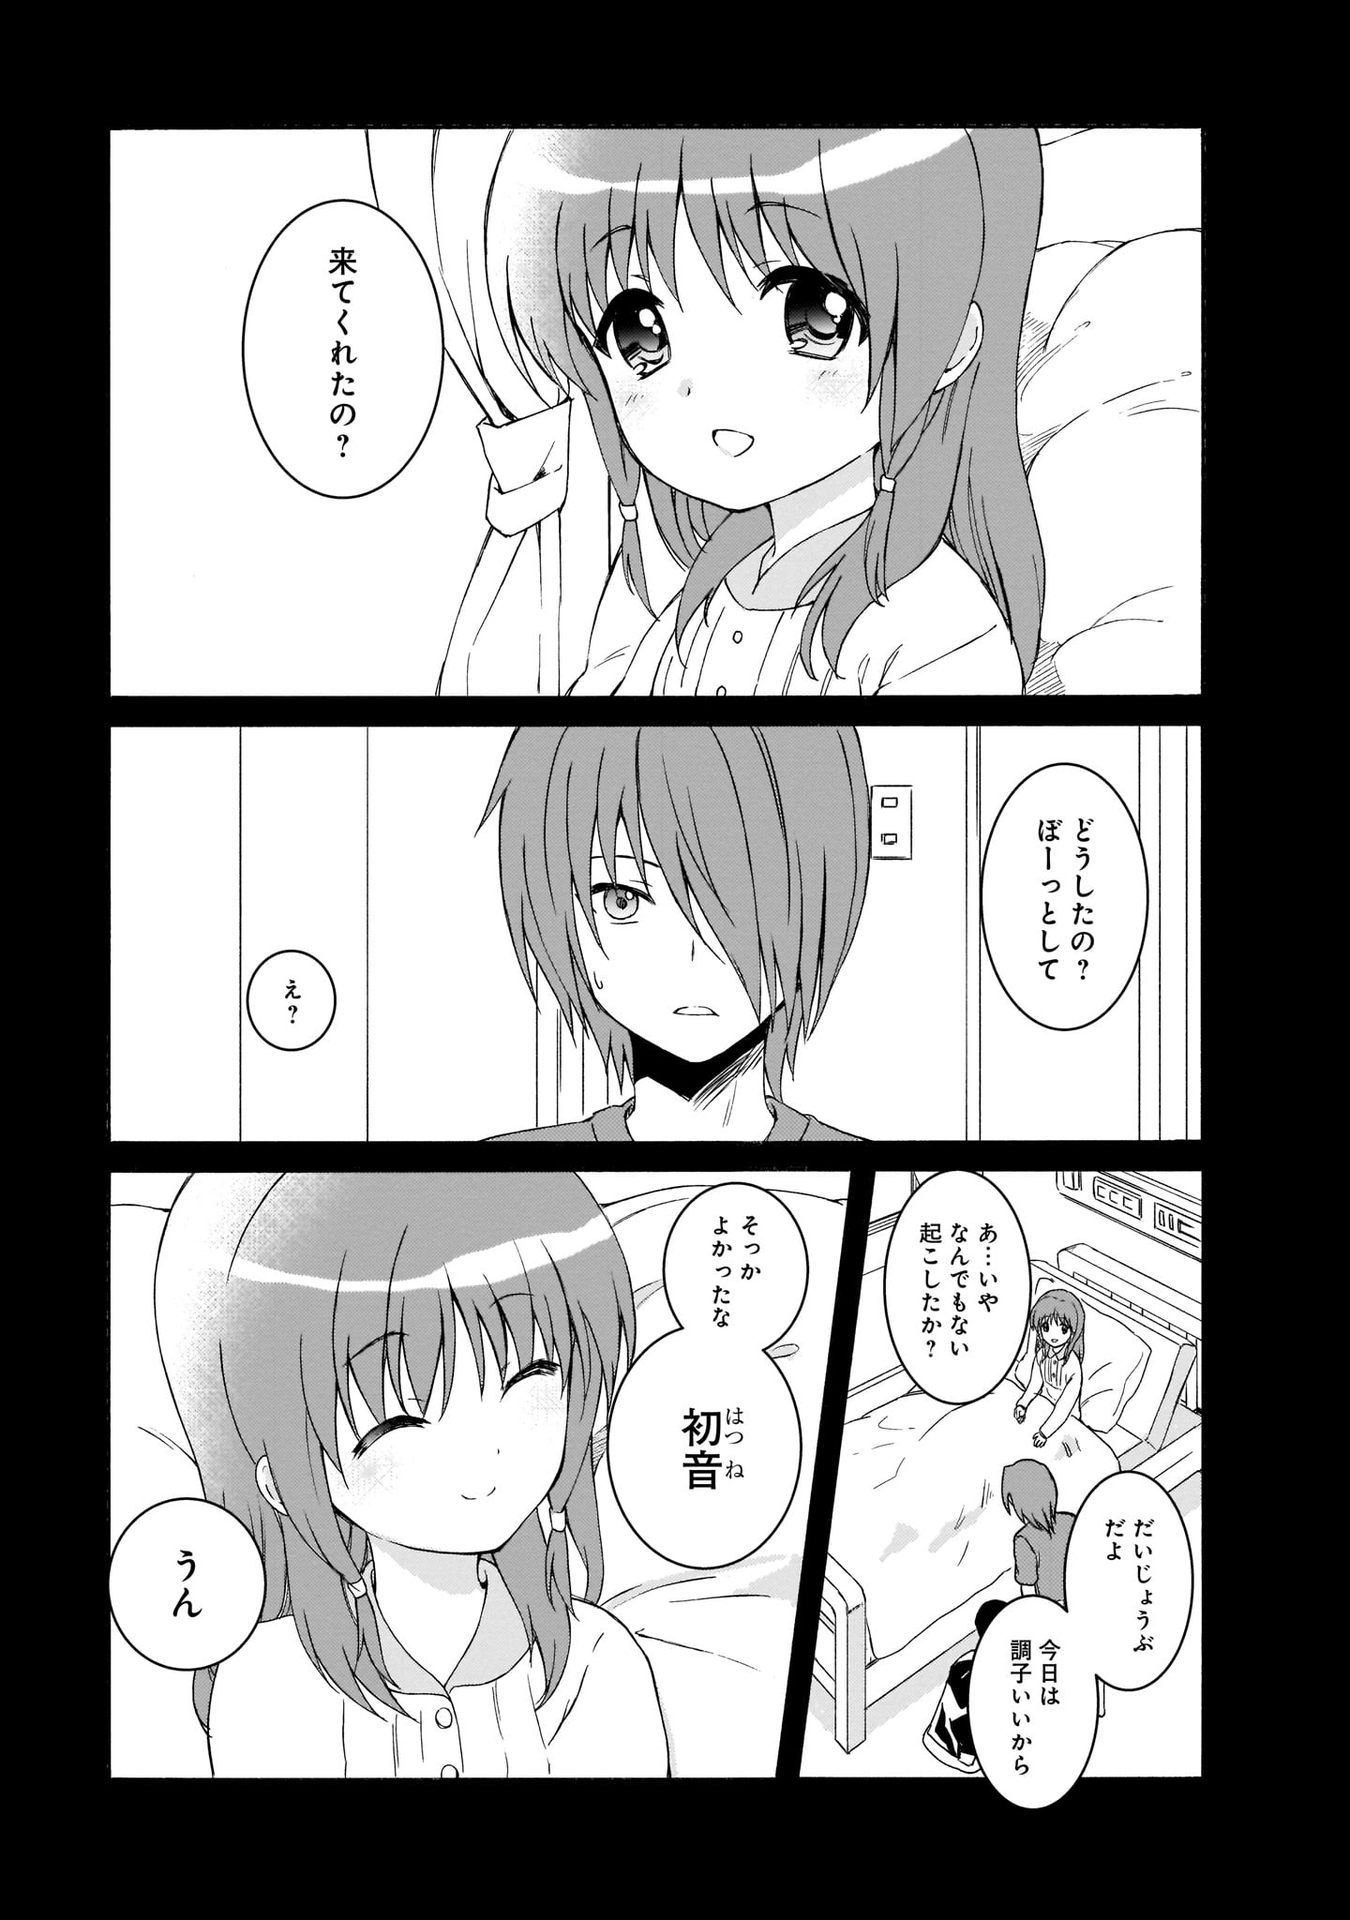 来てくれたの？
どうしたの？
ぼーっとして
え？
あ…いや
なんでもない
起こしたか？
だいじょうぶ
だよ
今日は
調子いいから
そっか
よかったな
初音
はつね
うん